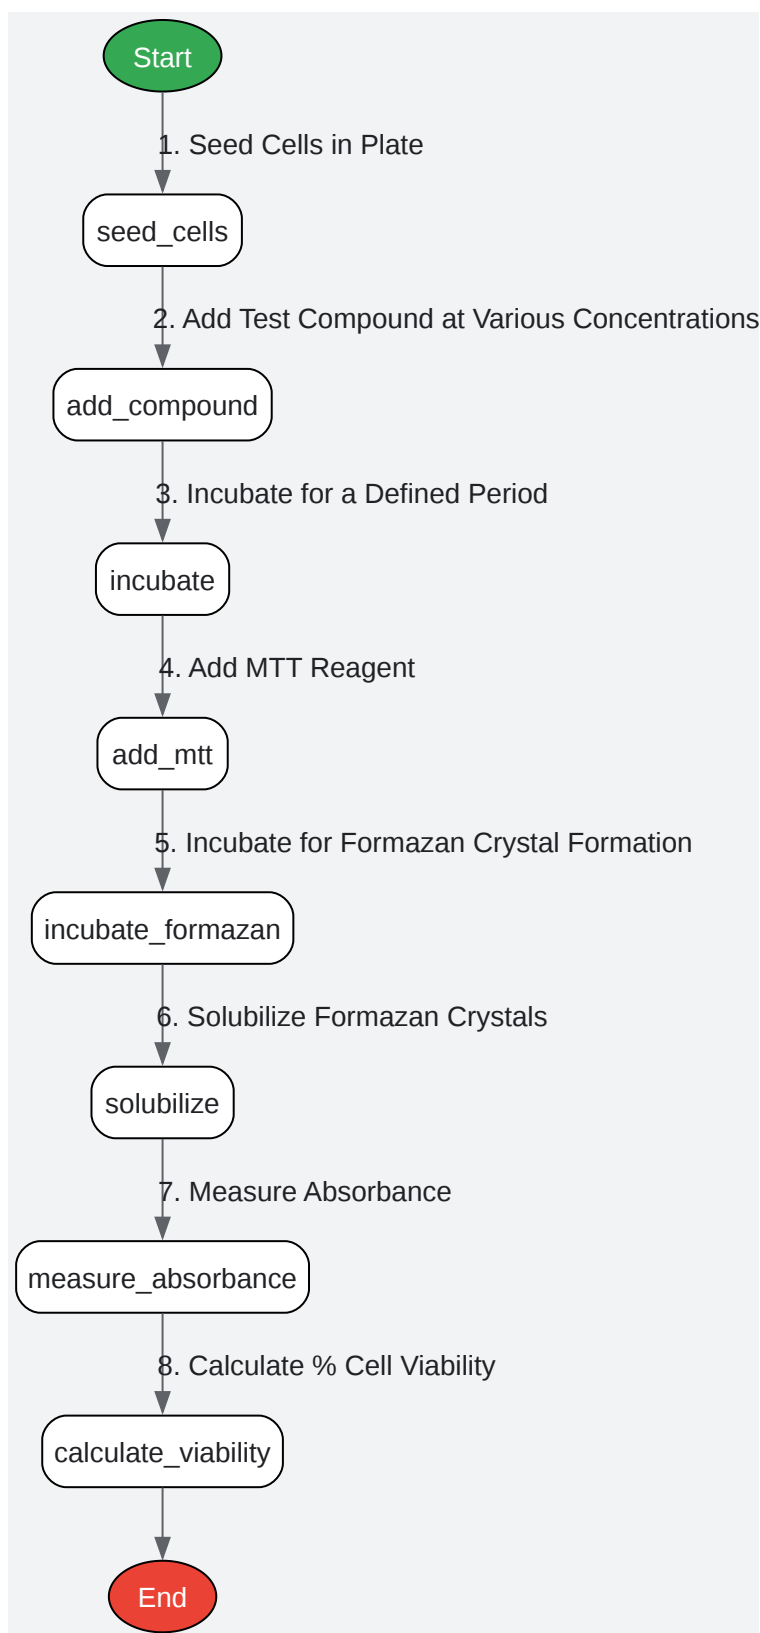 Start
1. Seed Cells in Plate
seed_cells
2. Add Test Compound at Various Concentrations
add_compound
3. Incubate for a Defined Period
incubate
4. Add MTT Reagent
add_mtt
5. Incubate for Formazan Crystal Formation
incubate_formazan
6. Solubilize Formazan Crystals
solubilize
7. Measure Absorbance
measure_absorbance
8. Calculate % Cell Viability
calculate_viability
End